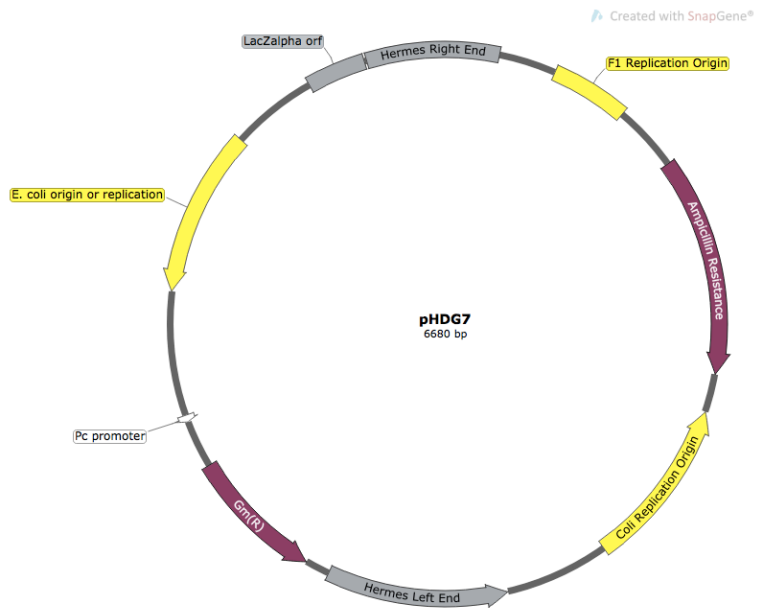 Created with SnapGene®
LacZalpha orf
Hermes Right End
F1 Replication Origin
E. coli origin or replication
Ampicillin Resistance
pHDG7
6680 bp
Pc promoter
Gm(R)
Coli Replication Origin
Hermes Left End